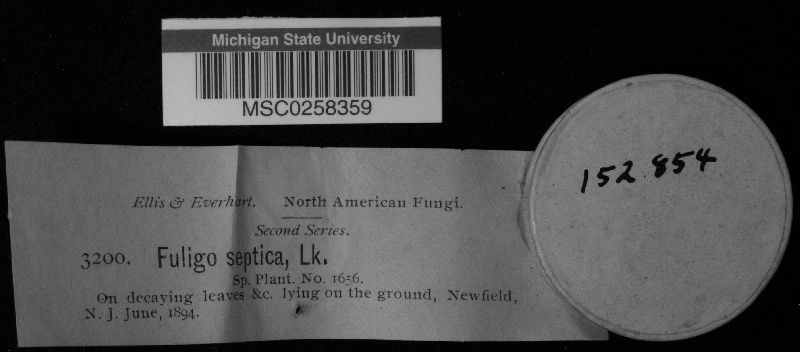 Michigan State University
MSC0258359
152.854
Ellis & Everhart. North American Fungi.
Second Series.
3200. Fuligo septica, Lk.
Sp. Plant. No. 1656.
On decaying leaves &c. lying on the ground, Newfield,
N. J. June, 1894.